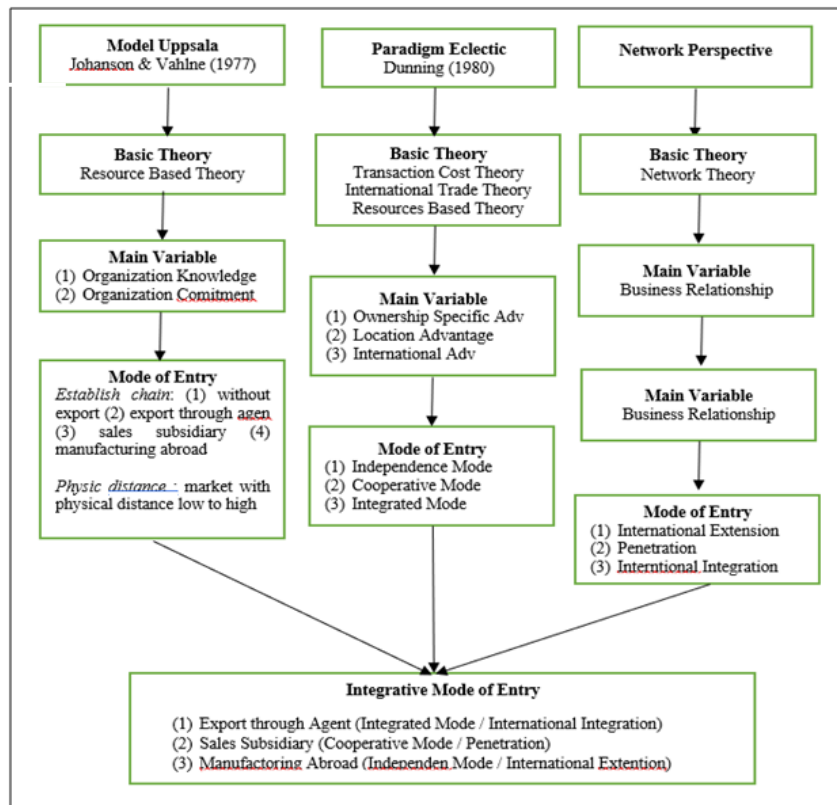 Model Uppsala
Johanson & Vahlne (1977)
Basic Theory
Resource Based Theory
Main Variable
(1) Organization Knowledge
(2) Organization Comitment
Mode of Entry
Establish chain: (1) without
export (2) export through agen
(3) sales subsidiary (4)
manufacturing abroad
Physic distance : market with
physical distance low to high
Paradigm Eclectic
Dunning (1980)
Basic Theory
Transaction Cost Theory
International Trade Theory
Resources Based Theory
Main Variable
(1) Ownership Specific Adv
(2) Location Advantage
(3) International Adv
Mode of Entry
(1) Independence Mode
(2) Cooperative Mode
(3) Integrated Mode
Network Perspective
Basic Theory
Network Theory
Main Variable
Business Relationship
Main Variable
Business Relationship
Mode of Entry
(1) International Extension
(2) Penetration
(3) Interntional Integration
Integrative Mode of Entry
(1) Export through Agent (Integrated Mode / International Integration)
(2) Sales Subsidiary (Cooperative Mode / Penetration)
(3) Manufactoring Abroad (Independen Mode / International Extention)